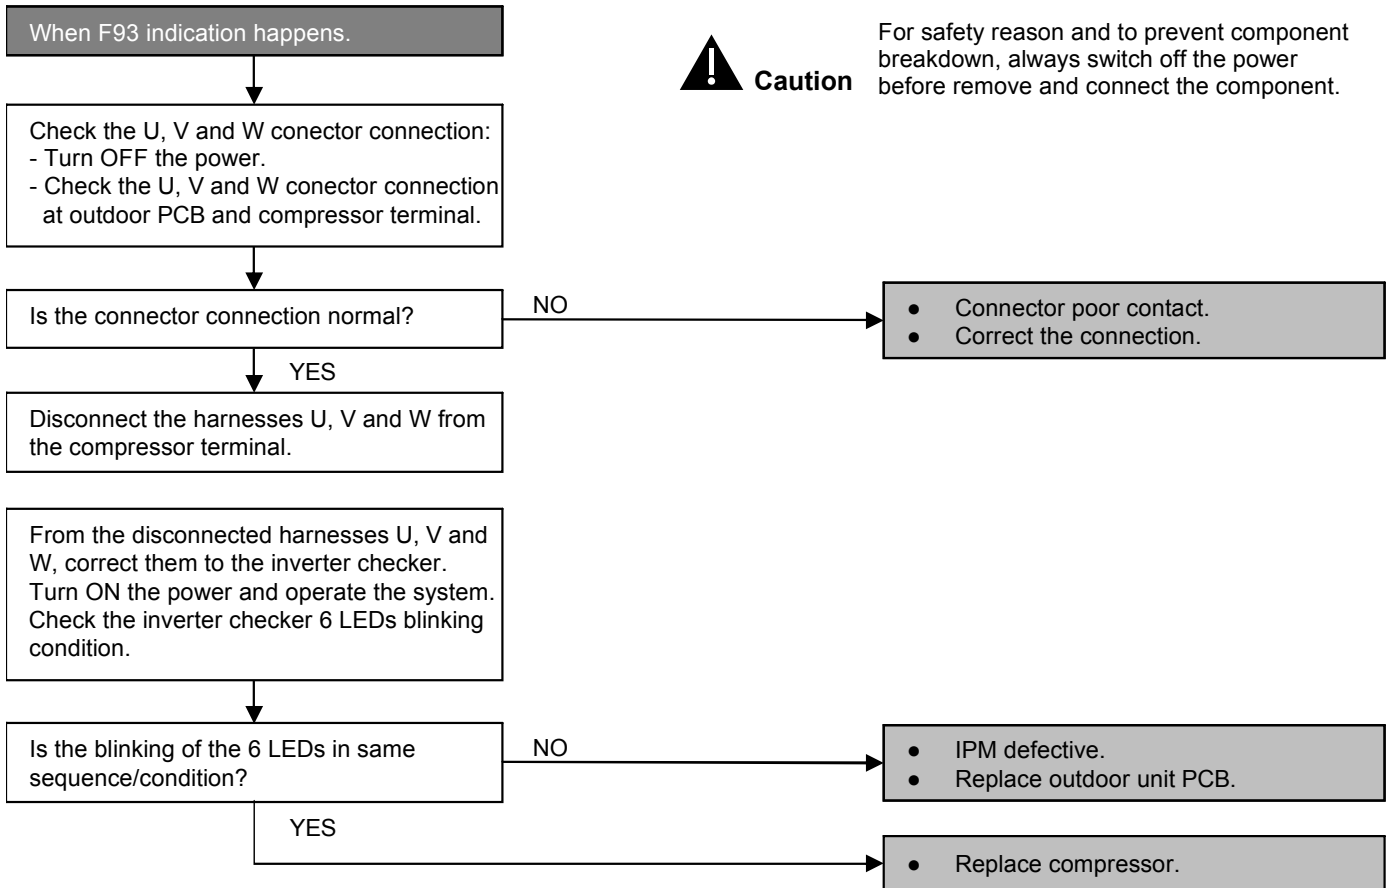 When F93 indication happens.
Caution
For safety reason and to prevent component
breakdown, always switch off the power
before remove and connect the component.
Check the U, V and W conector connection:
- Turn OFF the power.
- Check the U, V and W conector connection
at outdoor PCB and compressor terminal.
Is the connector connection normal?
NO
● Connector poor contact.
● Correct the connection.
YES
Disconnect the harnesses U, V and W from
the compressor terminal.
From the disconnected harnesses U, V and
W, correct them to the inverter checker.
Turn ON the power and operate the system.
Check the inverter checker 6 LEDs blinking
condition.
Is the blinking of the 6 LEDs in same
sequence/condition?
NO
● IPM defective.
● Replace outdoor unit PCB.
YES
● Replace compressor.